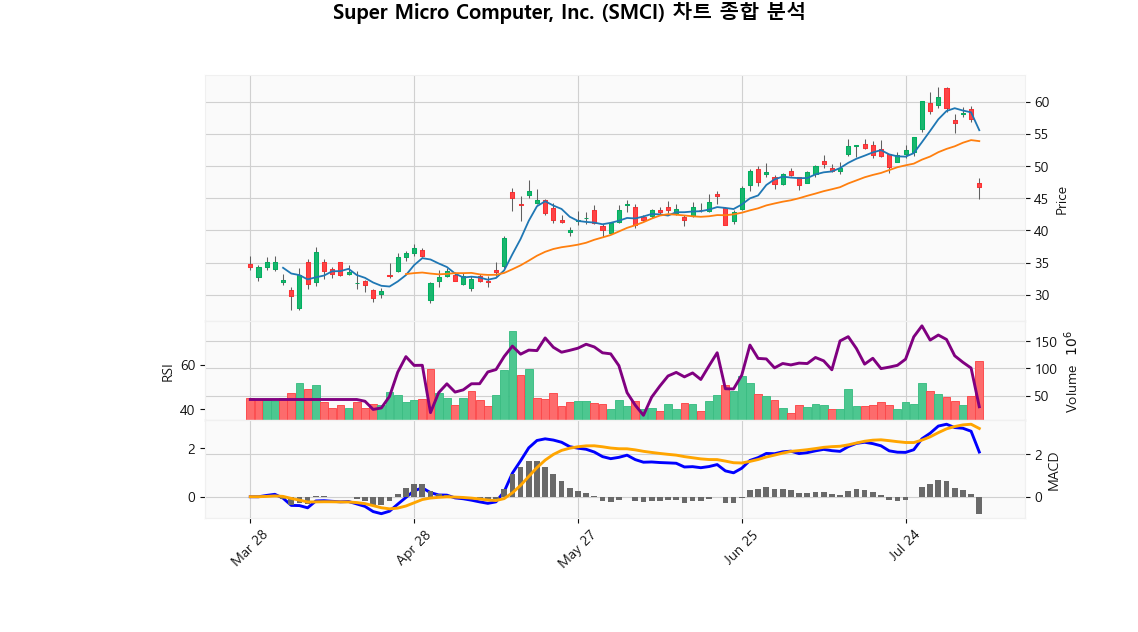 Super Micro Computer, Inc. (SMCI) 차트 종합 분석
60
55
50
45
40
35
30
Price
60
40
RSI
150
100
50
Volume 10^6
2
0
2
0
MACD
Mar 28
Apr 28
May 27
Jun 25
Jul 24